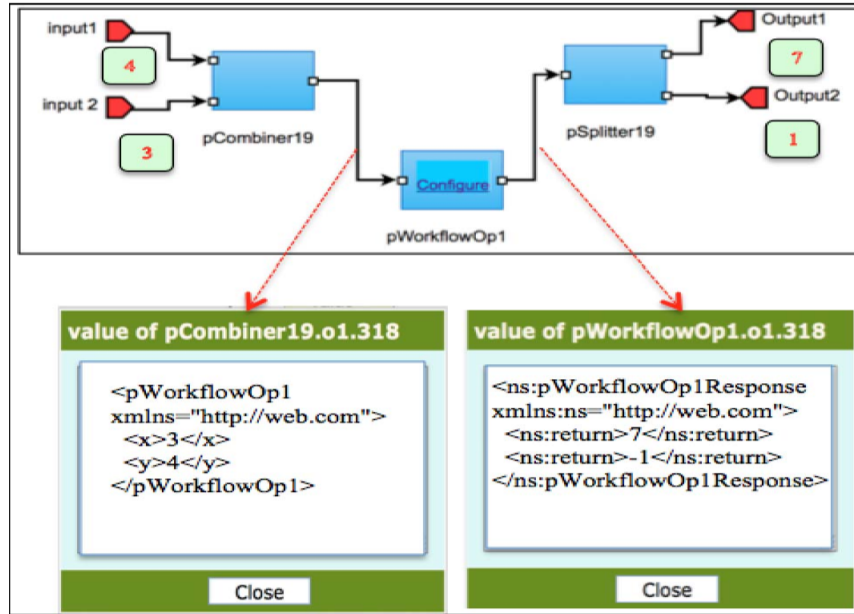 input1
4
input 2
3
pCombiner19
Configure
pWorkflowOp1
pSplitter19
Output1
7
Output2
1
value of pCombiner19.o1.318
<pWorkflowOp1
xmlns="http://web.com">
<x>3</x>
<y>4</y>
</pWorkflowOp1>
Close
value of pWorkflowOp1.o1.318
<ns:pWorkflowOp1Response
xmlns:ns="http://web.com">
<ns:return>7</ns:return>
<ns:return>-1</ns:return>
</ns:pWorkflowOp1Response>
Close